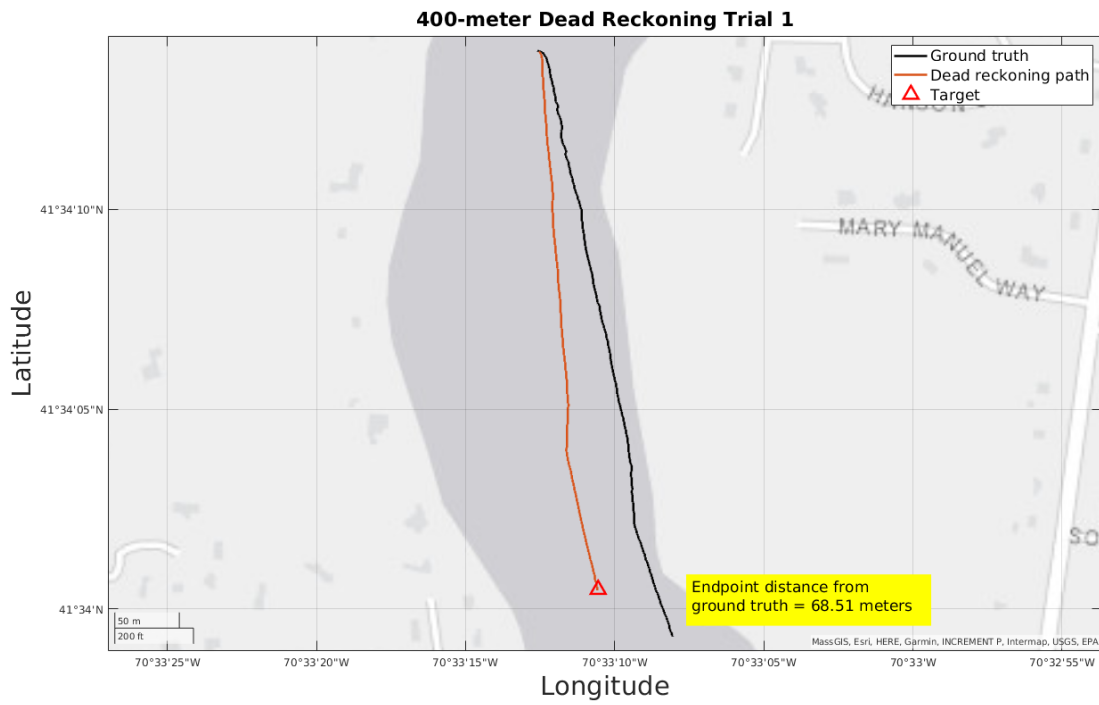 400-meter Dead Reckoning Trial 1
Ground truth
Dead reckoning path
Target
HANSON
MARY MANUEL WAY
41°34'10"N
41°34'05"N
41°34'N
Latitude
SO
Endpoint distance from
ground truth = 68.51 meters
50 m
200 ft
MassGIS, Esri, HERE, Garmin, INCREMENT P, Intermap, USGS, EPA
70°33'25"W
70°33'20"W
70°33'15"W
70°33'10"W
70°33'05"W
70°33'W
70°32'55"W
Longitude